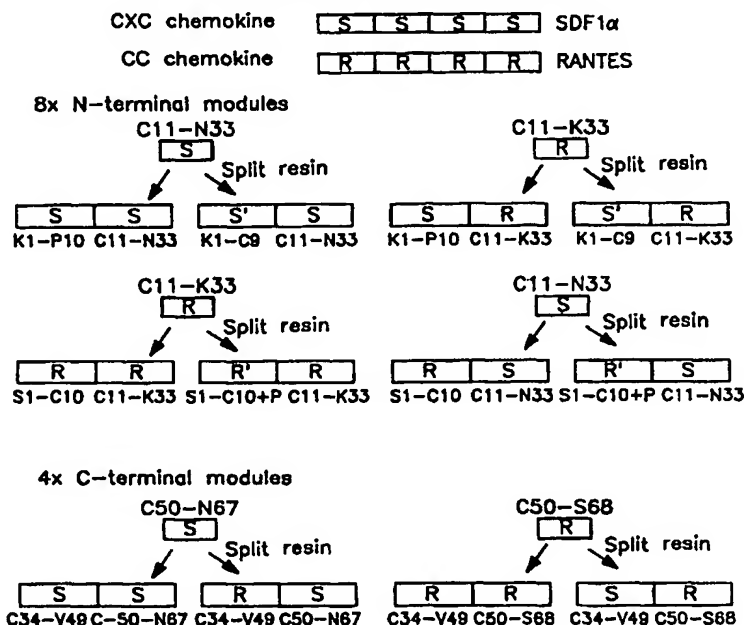 CXC chemokine S S S S SDF1α
CC chemokine R R R R RANTES
8x N-terminal modules
C11-N33 C11-K33
S R
Split resin Split resin
S S S' S S R S' R
K1-P10 C11-N33 K1-C9 C11-N33 K1-P10 C11-K33 K1-C9 C11-K33
C11-K33 C11-N33
R S
Split resin Split resin
R R R' R R S R' S
S1-C10 C11-K33 S1-C10+P C11-K33 S1-C10 C11-N33 S1-C10+P C11-N33
4x C-terminal modules
C50-N67 C50-S68
S R
Split resin Split resin
S S R S R R S R
C34-V49 C-50-N67 C34-V49 C50-N67 C34-V49 C50-S68 C34-V49 C50-S68